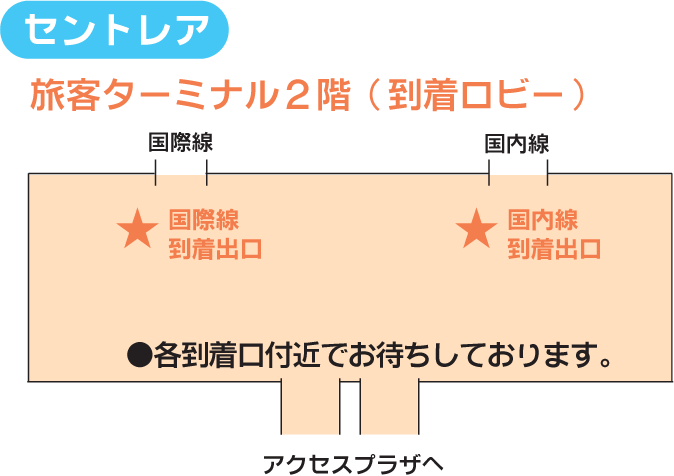 セントレア
旅客ターミナル２階（到着ロビー）
国際線
国内線
★国際線
到着出口
★国内線
到着出口
●各到着口付近でお待ちしております。
アクセスプラザへ